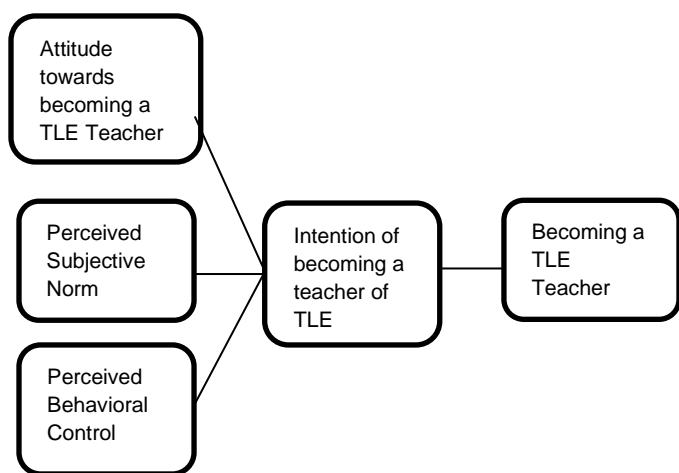 Attitude
towards
becoming a
TLE Teacher
Perceived
Subjective
Norm
Perceived
Behavioral
Control
Intention of
becoming a
teacher of
TLE
Becoming a
TLE
Teacher